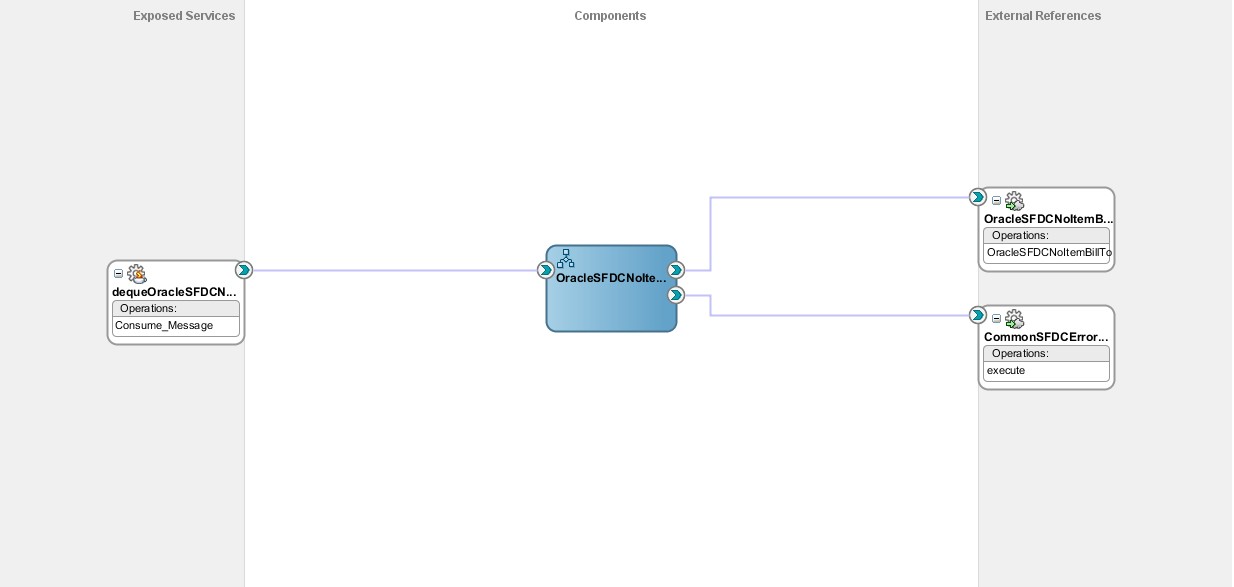 Exposed Services
Components
External References
dequeOracleSFDCN...
Operations:
Consume_Message
OracleSFDCNoIte...
OracleSFDCNoItemB...
Operations:
OracleSFDCNoItemBillTo
CommonSFDCError...
Operations:
execute